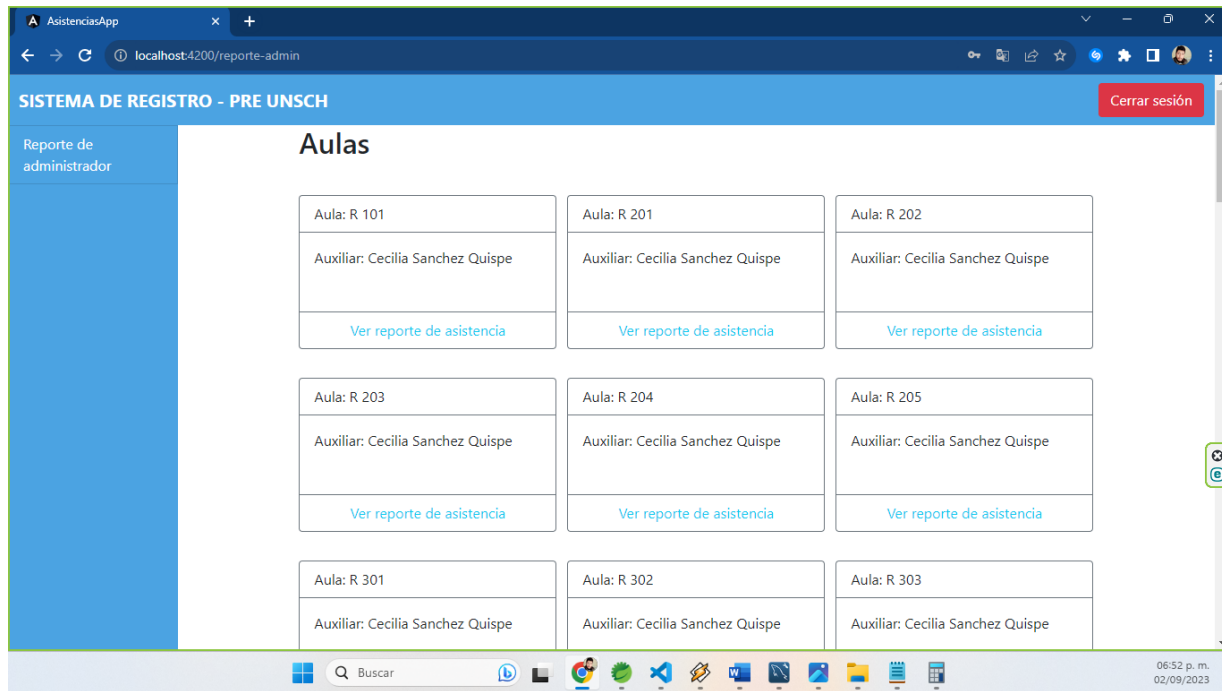 AsistenciasApp
localhost:4200/reporte-admin
SISTEMA DE REGISTRO - PRE UNSCH
Cerrar sesión
Reporte de
administrador
Aulas
Aula: R 101
Auxiliar: Cecilia Sanchez Quispe
Ver reporte de asistencia
Aula: R 201
Auxiliar: Cecilia Sanchez Quispe
Ver reporte de asistencia
Aula: R 202
Auxiliar: Cecilia Sanchez Quispe
Ver reporte de asistencia
Aula: R 203
Auxiliar: Cecilia Sanchez Quispe
Ver reporte de asistencia
Aula: R 204
Auxiliar: Cecilia Sanchez Quispe
Ver reporte de asistencia
Aula: R 205
Auxiliar: Cecilia Sanchez Quispe
Ver reporte de asistencia
Aula: R 301
Auxiliar: Cecilia Sanchez Quispe
Aula: R 302
Auxiliar: Cecilia Sanchez Quispe
Aula: R 303
Auxiliar: Cecilia Sanchez Quispe
Buscar
06:52 p. m.
02/09/2023